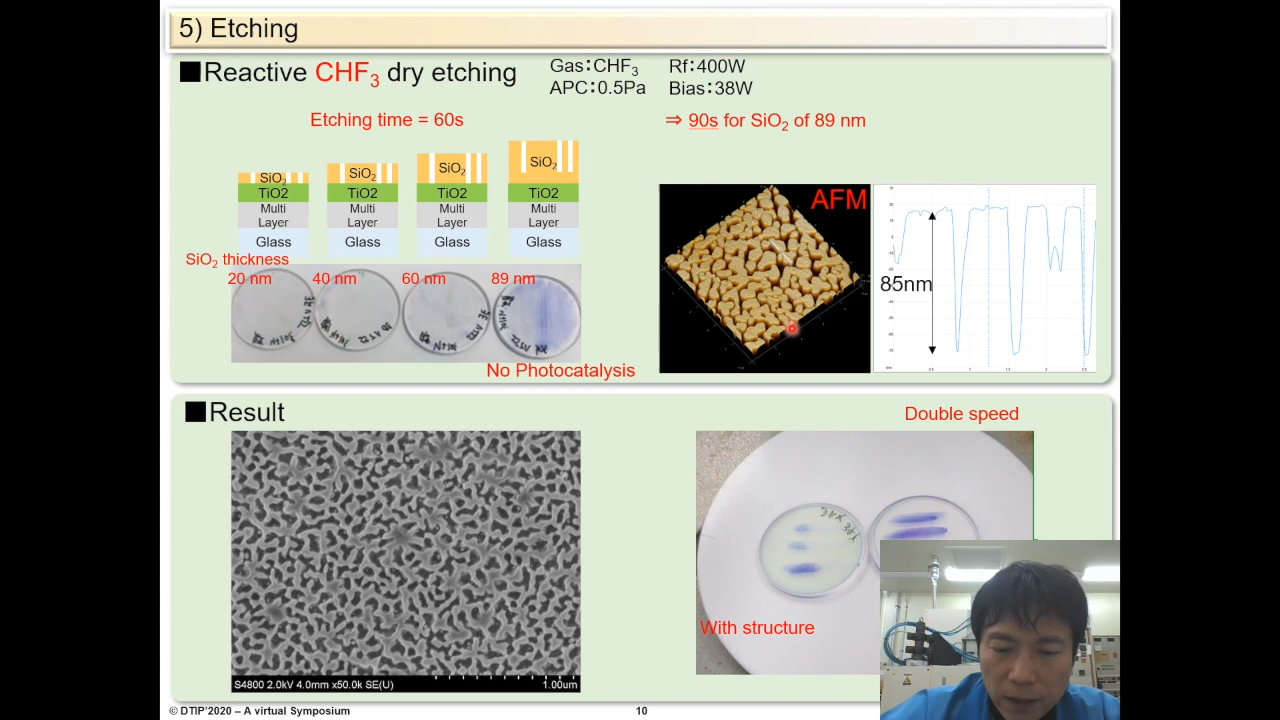 5) Etching
■Reactive CHF₃ dry etching
Gas:CHF₃ Rf:400W
APC:0.5Pa Bias:38W
Etching time = 60s
⇒ 90s for SiO₂ of 89 nm
SiO₂ SiO₂ SiO₂ SiO₂
TiO2 TiO2 TiO2 TiO2
Multi Layer Multi Layer Multi Layer Multi Layer
Glass Glass Glass Glass
SiO₂ thickness
20 nm 40 nm 60 nm 89 nm
No Photocatalysis
AFM
85nm
■Result
Double speed
With structure
S4800 2.0kV 4.0mm x50.0k SE(U) 1.00um
© DTIP'2020 – A virtual Symposium
10